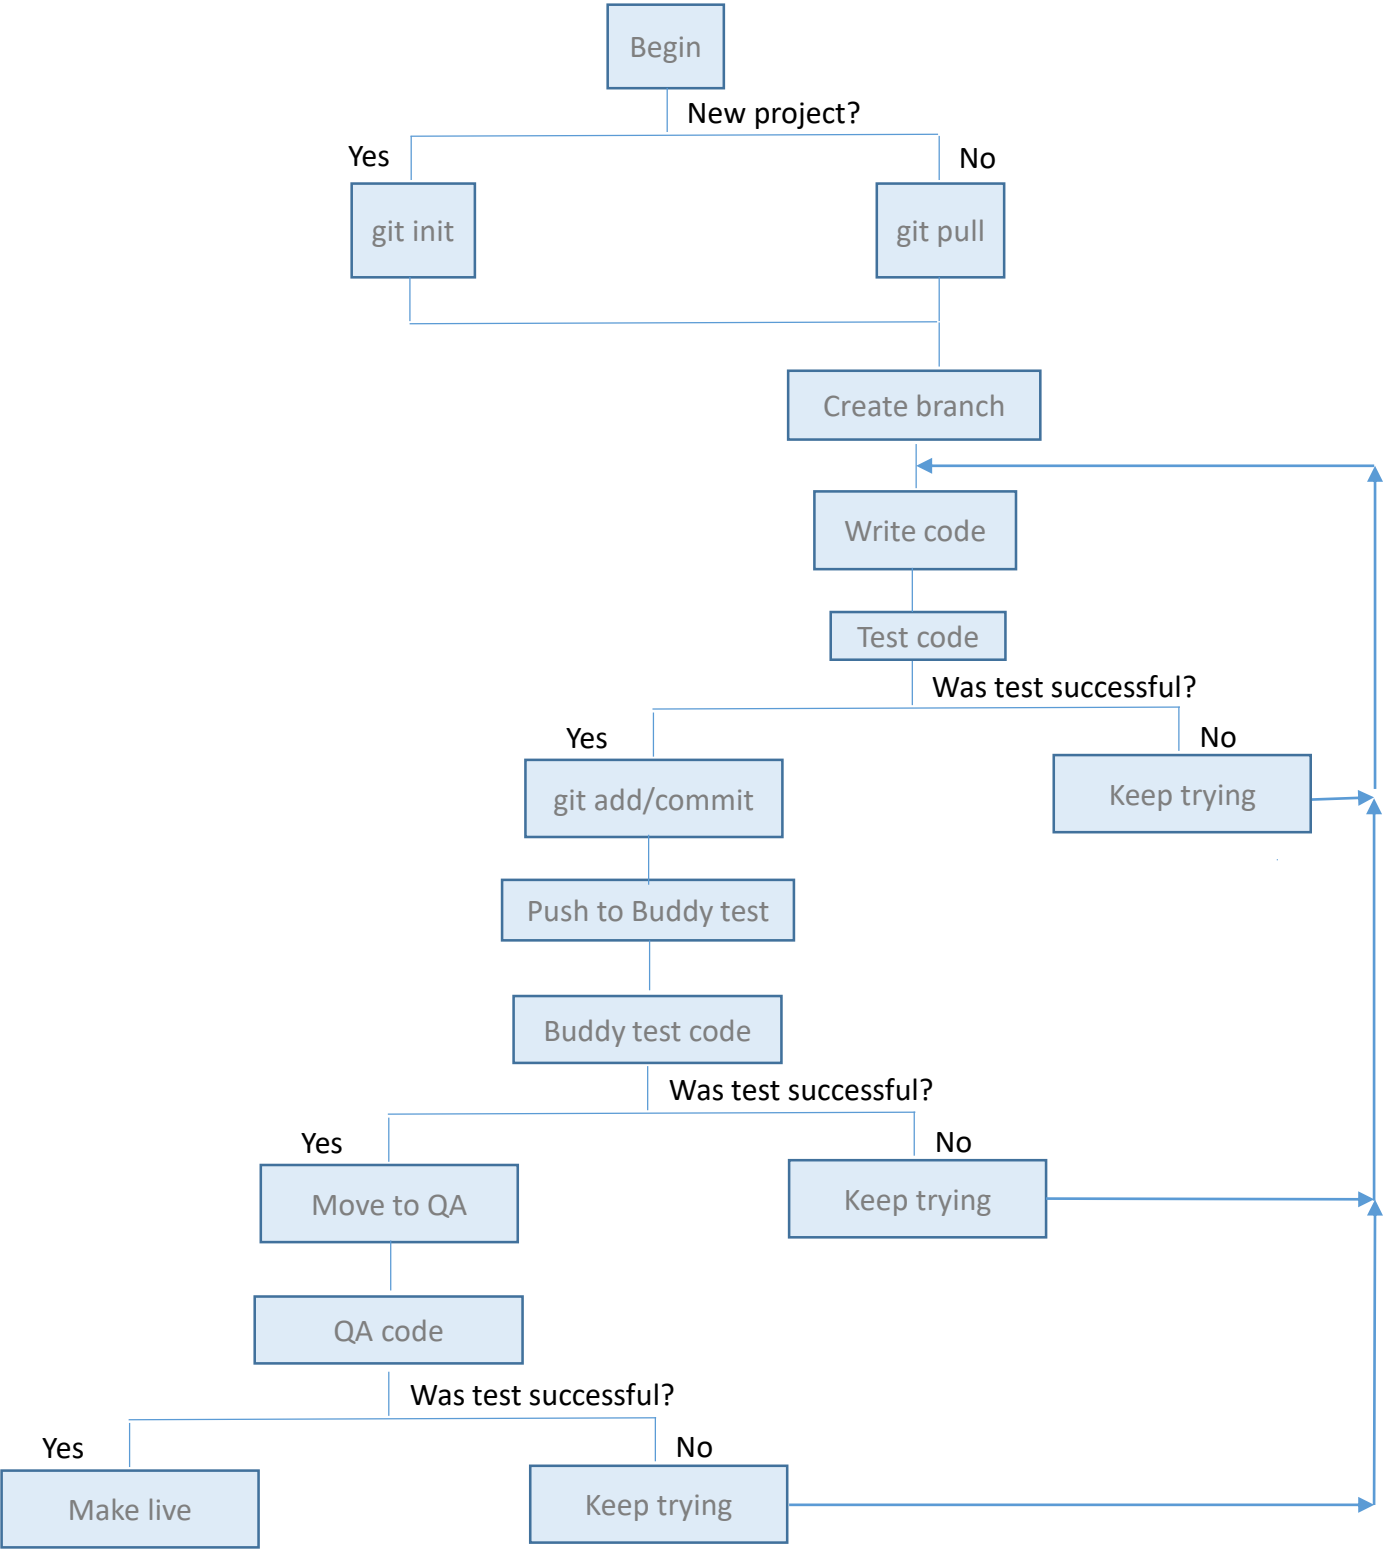 Begin
New project?
Yes
No
git init
git pull
Create branch
Write code
Test code
Was test successful?
Yes
No
git add/commit
Keep trying
Push to Buddy test
Buddy test code
Was test successful?
Yes
No
Move to QA
Keep trying
QA code
Was test successful?
Yes
No
Make live
Keep trying